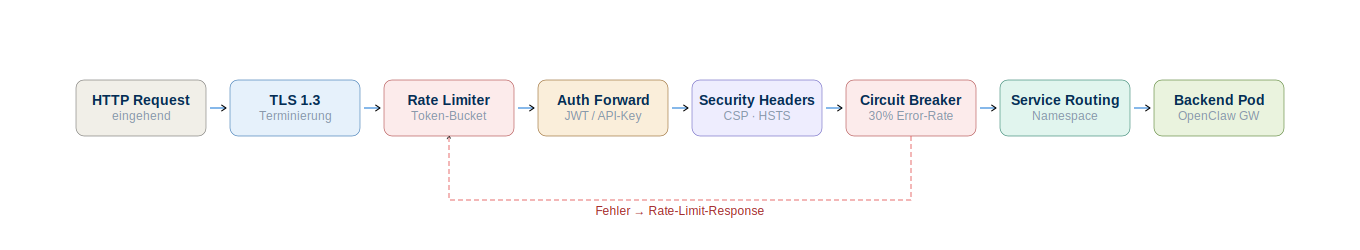 HTTP Request
eingehend
TLS 1.3
Terminierung
Rate Limiter
Token-Bucket
Auth Forward
JWT / API-Key
Security Headers
CSP · HSTS
Circuit Breaker
30% Error-Rate
Service Routing
Namespace
Backend Pod
OpenClaw GW
Fehler → Rate-Limit-Response